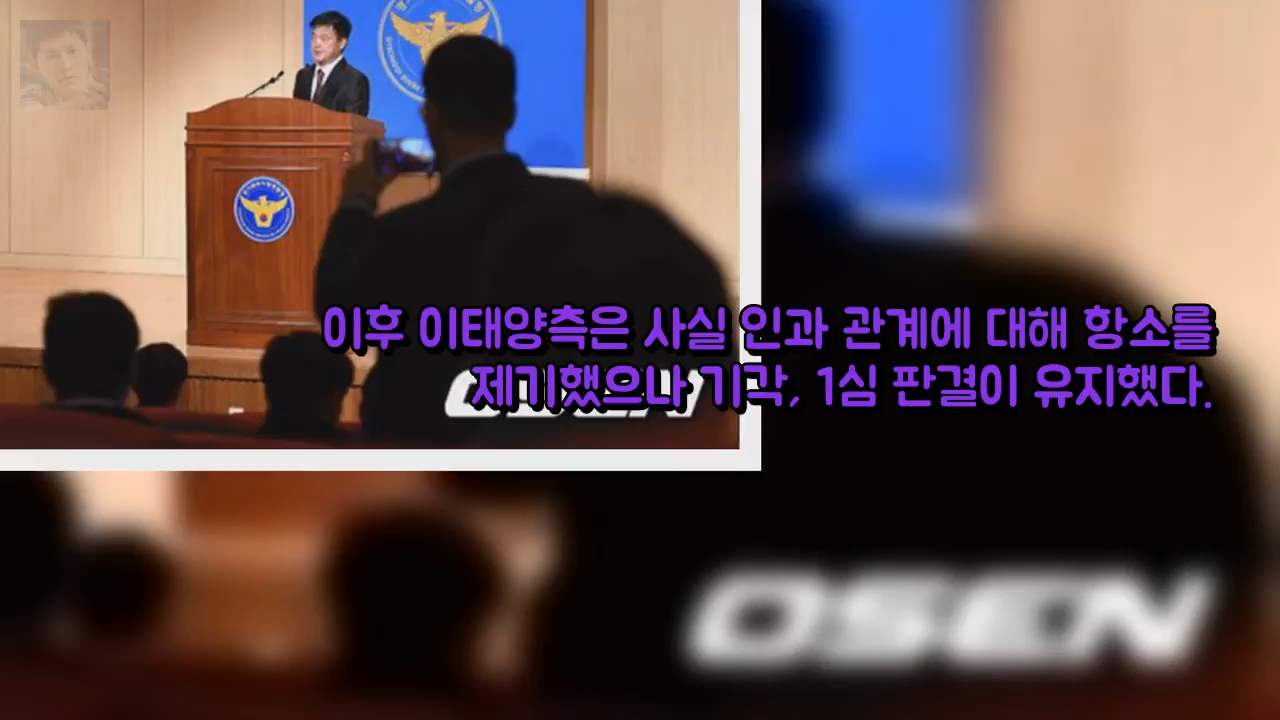 이후 이태양측은 사실 인과 관계에 대해 항소를
제기했으나 기각, 1심 판결이 유지했다.
OSEN